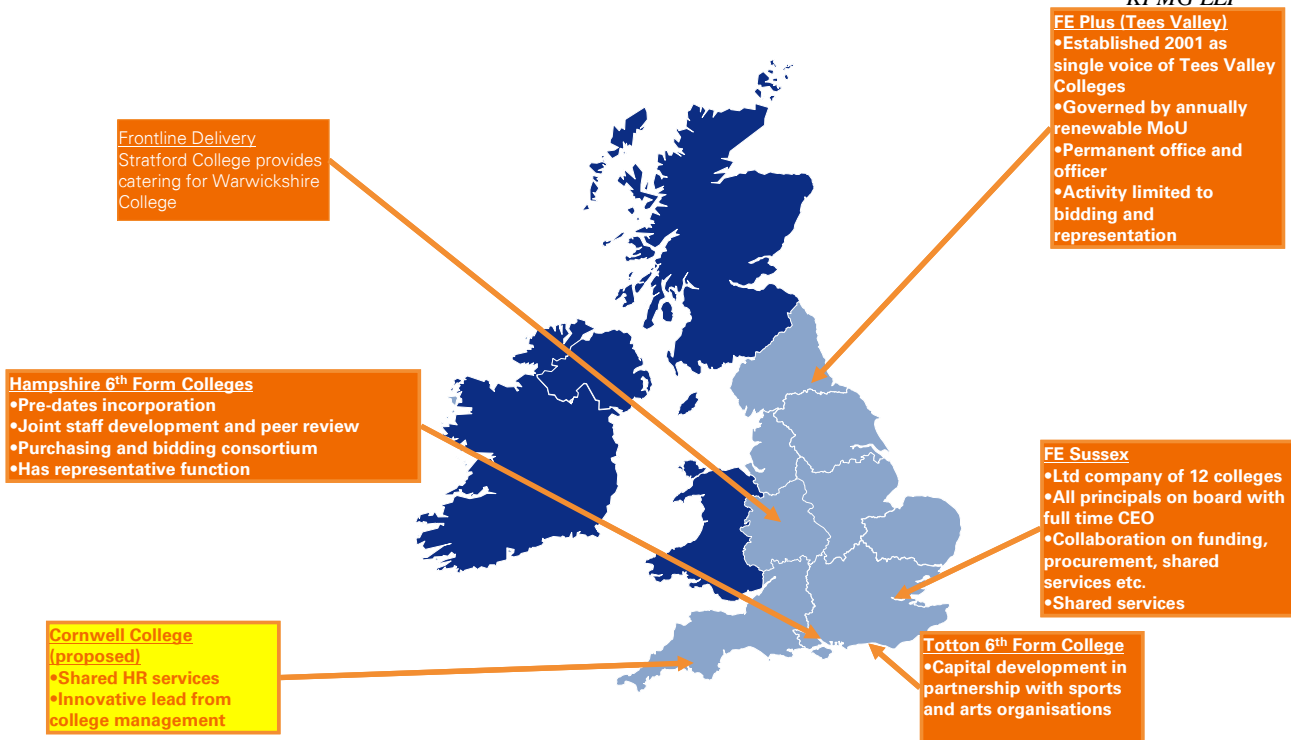 KPMG LLP
FE Plus (Tees Valley)
•Established 2001 as
single voice of Tees Valley
Colleges
•Governed by annually
renewable MoU
•Permanent office and
officer
•Activity limited to
bidding and
representation
Frontline Delivery
Stratford College provides
catering for Warwickshire
College
Hampshire 6th Form Colleges
•Pre-dates incorporation
•Joint staff development and peer review
•Purchasing and bidding consortium
•Has representative function
FE Sussex
•Ltd company of 12 colleges
•All principals on board with
full time CEO
•Collaboration on funding,
procurement, shared
services etc.
•Shared services
Cornwell College
(proposed)
•Shared HR services
•Innovative lead from
college management
Totton 6th Form College
•Capital development in
partnership with sports
and arts organisations